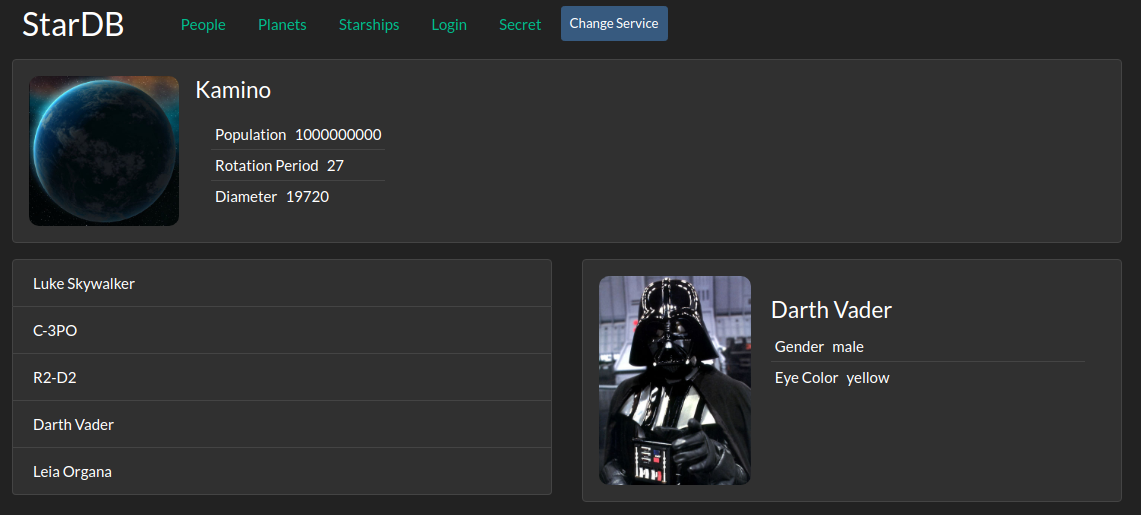 StarDB People Planets Starships Login Secret Change Service
Kamino
Population 1000000000
Rotation Period 27
Diameter 19720
Luke Skywalker
C-3PO
R2-D2
Darth Vader
Leia Organa
Darth Vader
Gender male
Eye Color yellow